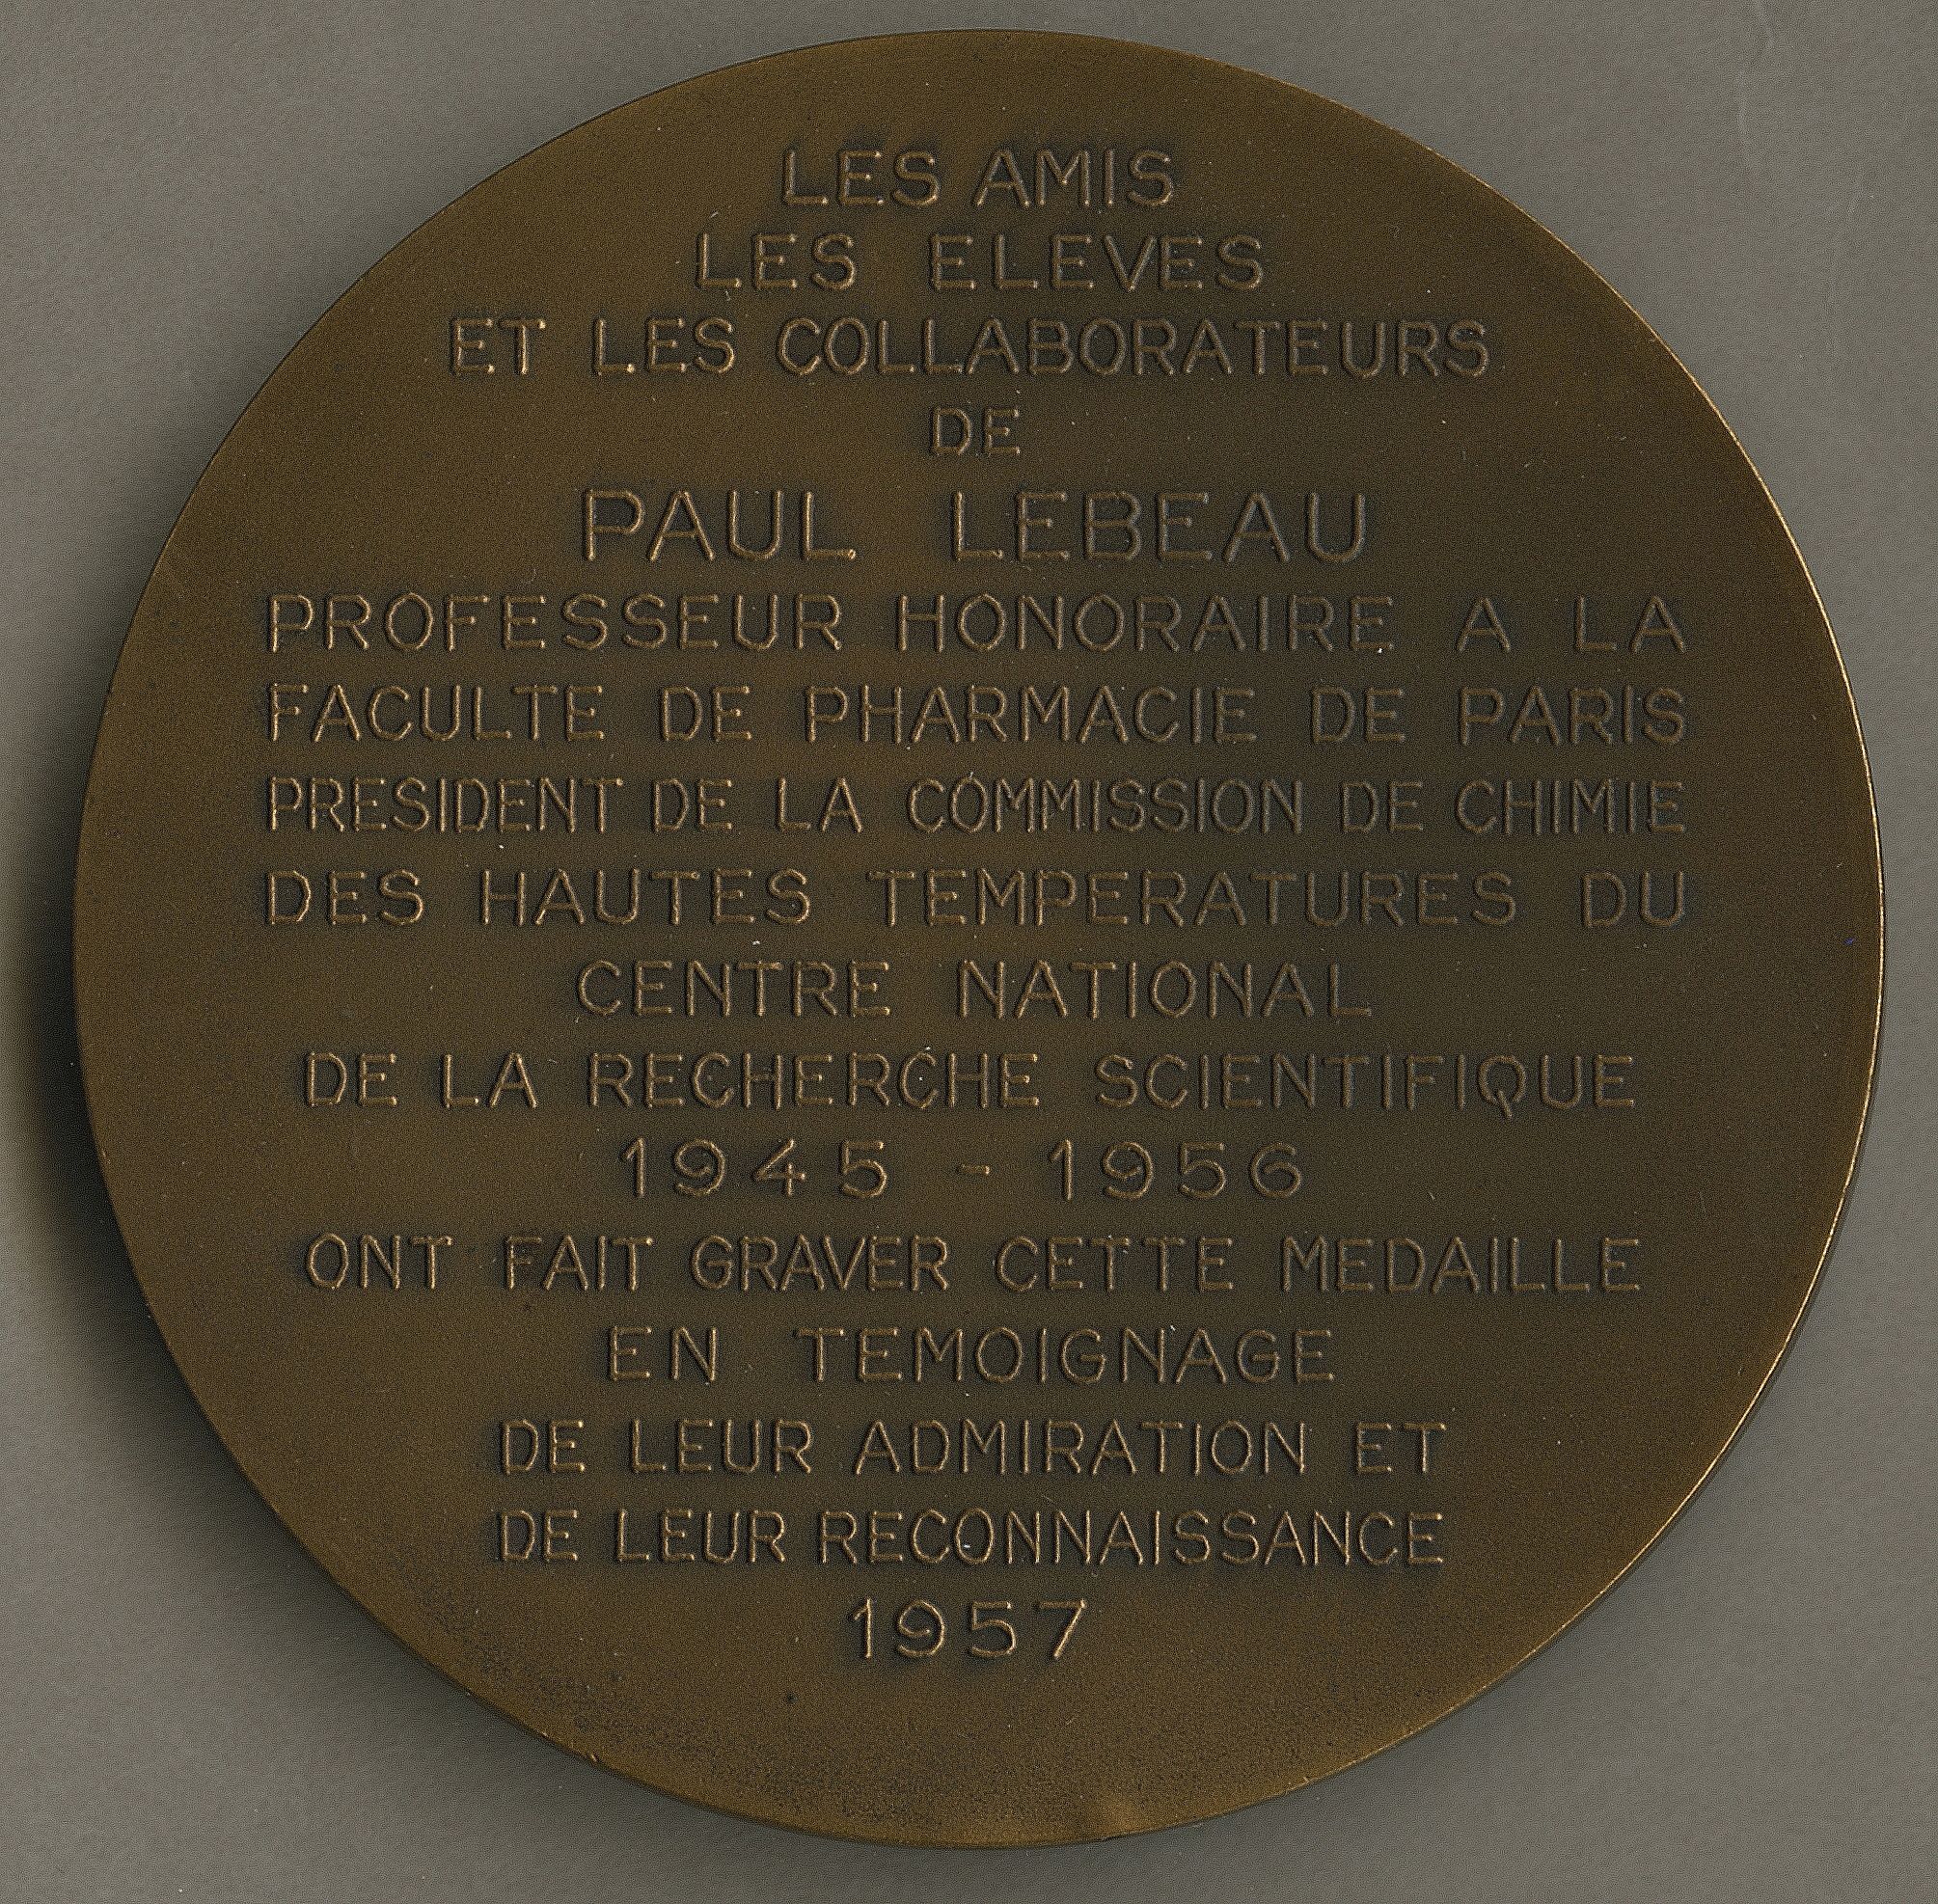 LES AMIS
LES ELEVES
ET LES COLLABORATEURS
DE
PAUL LEBEAU
PROFESSEUR HONORAIRE A LA
FACULTE DE PHARMACIE DE PARIS
PRESIDENT DE LA COMMISSION DE CHIMIE
DES HAUTES TEMPERATURES DU
CENTRE NATIONAL
DE LA RECHERCHE SCIENTIFIQUE
1945 - 1956
ONT FAIT GRAVER CETTE MEDAILLE
EN TEMOIGNAGE
DE LEUR ADMIRATION ET
DE LEUR RECONNAISSANCE
1957